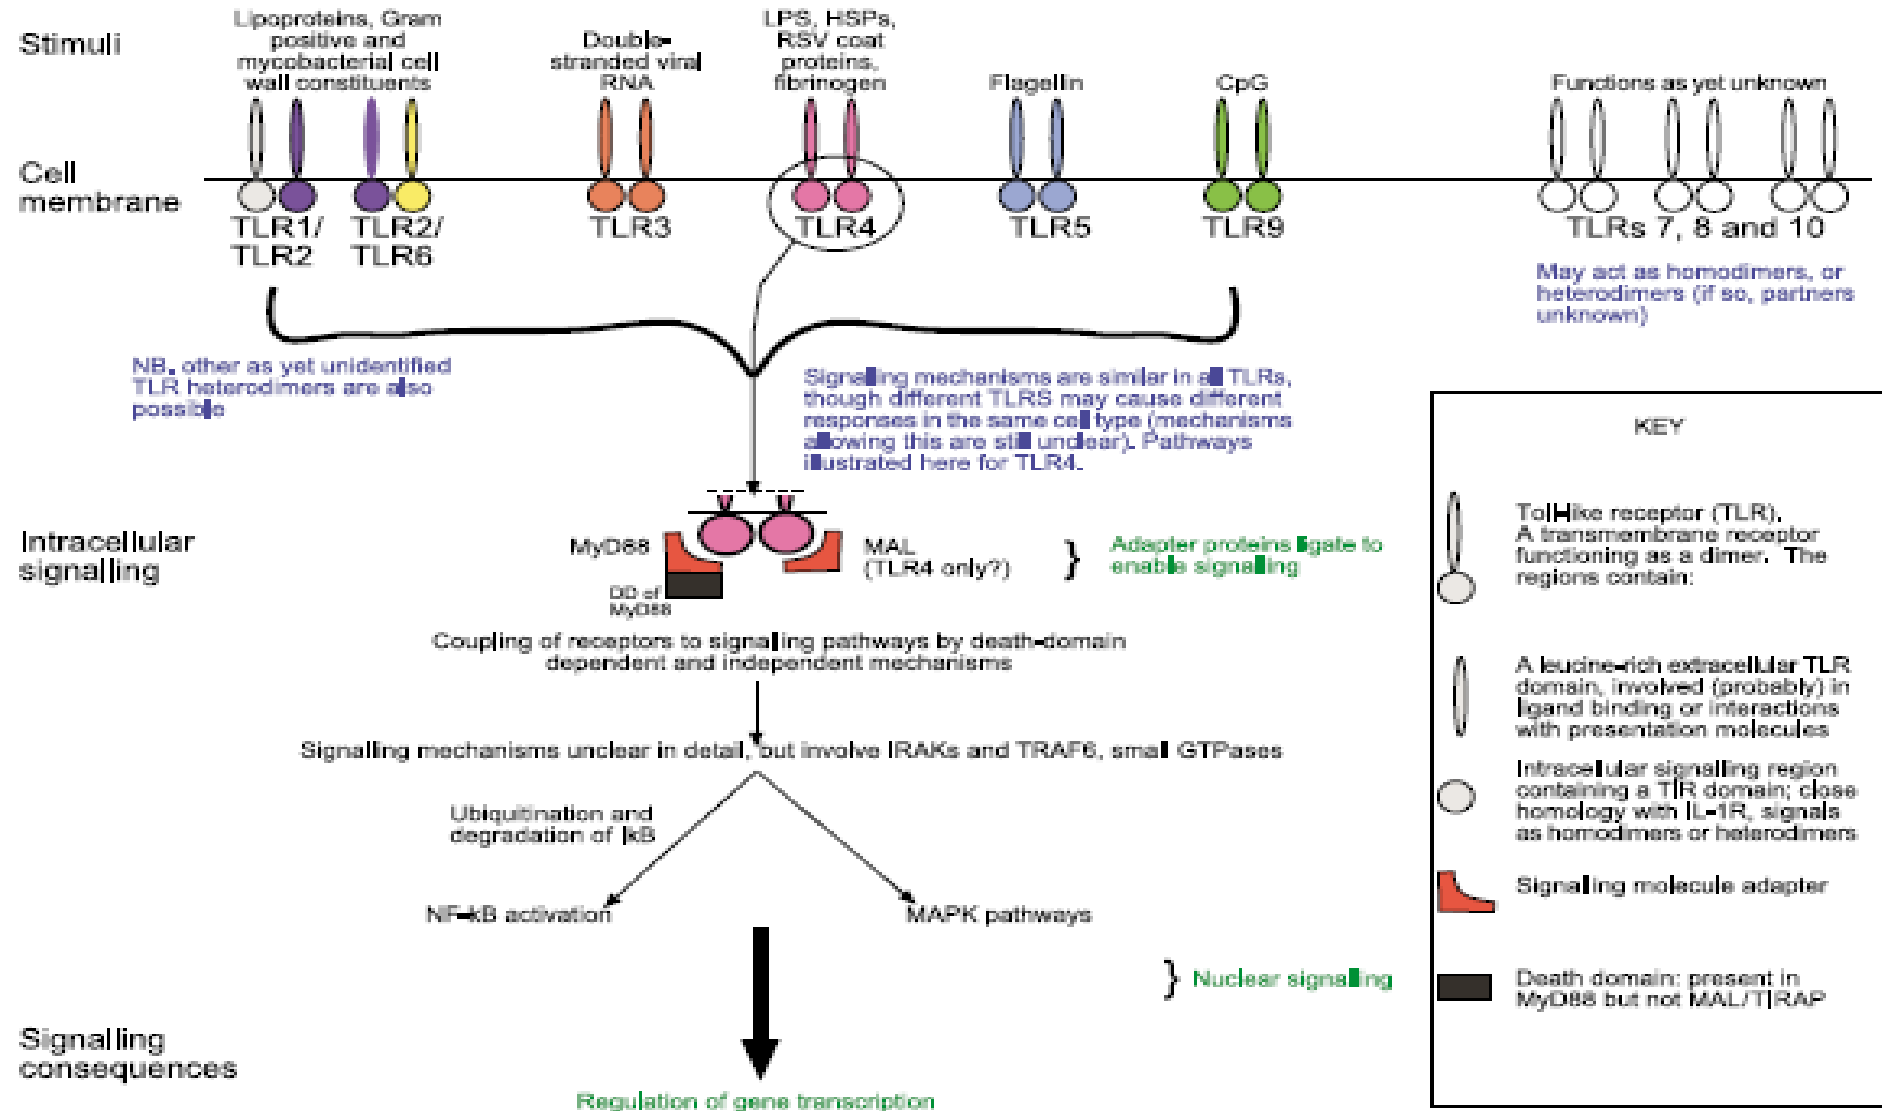 Stimuli
Lipoproteins, Gram
positive and
mycobacterial cell
wall constituents
Double-
stranded viral
RNA
LPS, HSPs,
RSV coat
proteins,
fibrinogen
Flagellin
CpG
Functions as yet unknown
Cell
membrane
TLR1/
TLR2
TLR2/
TLR6
TLR3
TLR4
TLR5
TLR9
TLRs 7, 8 and 10
May act as homodimers, or
heterodimers (if so, partners
unknown)
NB. other as yet unidentified
TLR heterodimers are also
possible
Signalling mechanisms are similar in all TLRs,
though different TLRS may cause different
responses in the same cell type (mechanisms
allowing this are still unclear). Pathways
illustrated here for TLR4.
Intracellular
signalling
MyD88
DD of
MyD88
MAL
(TLR4 only?)
} Adapter proteins ligate to
enable signalling
Coupling of receptors to signalling pathways by death-domain
dependent and independent mechanisms
Signalling mechanisms unclear in detail, but involve IRAKs and TRAF6, small GTPases
Ubiquitination and
degradation of IkB
NF-kB activation
MAPK pathways
} Nuclear signalling
Signalling
consequences
Regulation of gene transcription
KEY
Toll-like receptor (TLR).
A transmembrane receptor
functioning as a dimer. The
regions contain:
A leucine-rich extracellular TLR
domain, involved (probably) in
ligand binding or interactions
with presentation molecules
Intracellular signalling region
containing a TIR domain; close
homology with IL-1R, signals
as homodimers or heterodimers
Signalling molecule adapter
Death domain: present in
MyD88 but not MAL/TIRAP